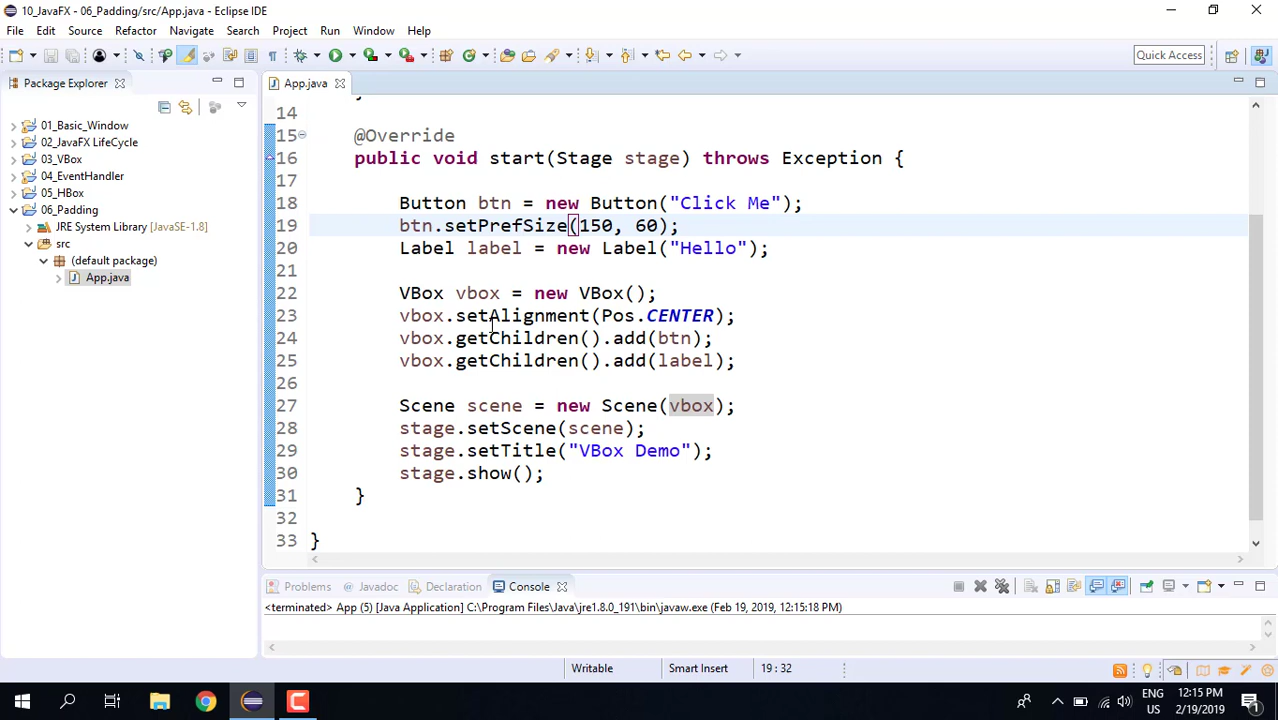 10_JavaFX - 06_Padding/src/App.java - Eclipse IDE
File Edit Source Refactor Navigate Search Project Run Window Help
Quick Access
Package Explorer
App.java
01_Basic_Window
02_JavaFX LifeCycle
03_VBox
04_EventHandler
05_HBox
06_Padding
JRE System Library [JavaSE-1.8]
src
(default package)
App.java
14
15 @Override
16 public void start(Stage stage) throws Exception {
17
18 Button btn = new Button("Click Me");
19 btn.setPrefSize(150, 60);
20 Label label = new Label("Hello");
21
22 VBox vbox = new VBox();
23 vbox.setAlignment(Pos.CENTER);
24 vbox.getChildren().add(btn);
25 vbox.getChildren().add(label);
26
27 Scene scene = new Scene(vbox);
28 stage.setScene(scene);
29 stage.setTitle("VBox Demo");
30 stage.show();
31 }
32
33 }
Problems @ Javadoc Declaration Console
<terminated> App (5) [Java Application] C:\Program Files\Java\jre1.8.0_191\bin\javaw.exe (Feb 19, 2019, 12:15:18 PM)
Writable Smart Insert 19 : 32
ENG
US
12:15 PM
2/19/2019
1